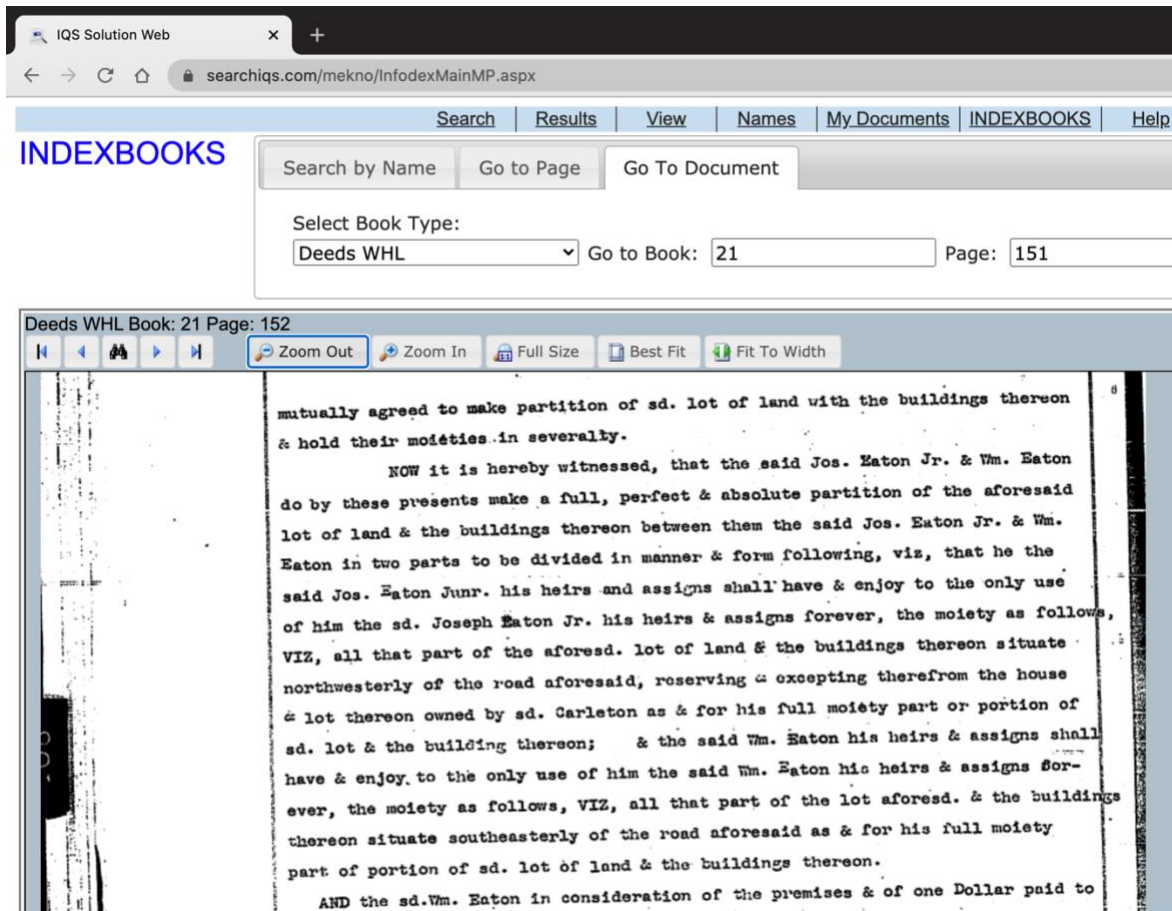 IQS Solution Web
searchiqs.com/mekno/InfodexMainMP.aspx
Search Results View Names My Documents INDEXBOOKS Help
INDEXBOOKS
Search by Name Go to Page Go To Document
Select Book Type:
Deeds WHL Go to Book: 21 Page: 151
Deeds WHL Book: 21 Page: 152
Zoom Out Zoom In Full Size Best Fit Fit To Width
mutually agreed to make partition of sd. lot of land with the buildings thereon
& hold their moiéties in severalty.
NOW it is hereby witnessed, that the said Jos. Eaton Jr. & Wm. Eaton
do by these presents make a full, perfect & absolute partition of the aforesaid
lot of land & the buildings thereon between them the said Jos. Eaton Jr. & Wm.
Eaton in two parts to be divided in manner & form following, viz, that he the
said Jos. Eaton Junr. his heirs and assigns shall have & enjoy to the only use
of him the sd. Joseph Eaton Jr. his heirs & assigns forever, the moiety as follows,
VIZ, all that part of the aforesd. lot of land & the buildings thereon situate
northwesterly of the road aforesaid, reserving & excepting therefrom the house
& lot thereon owned by sd. Carleton as & for his full moiety part or portion of
sd. lot & the building thereon; & the said Wm. Eaton his heirs & assigns shall
have & enjoy to the only use of him the said Wm. Eaton his heirs & assigns for-
ever, the moiety as follows, VIZ, all that part of the lot aforesd. & the buildings
thereon situate southeasterly of the road aforesaid as & for his full moiety
part of portion of sd. lot of land & the buildings thereon.
AND the sd.Wm. Eaton in consideration of the premises & of one Dollar paid to